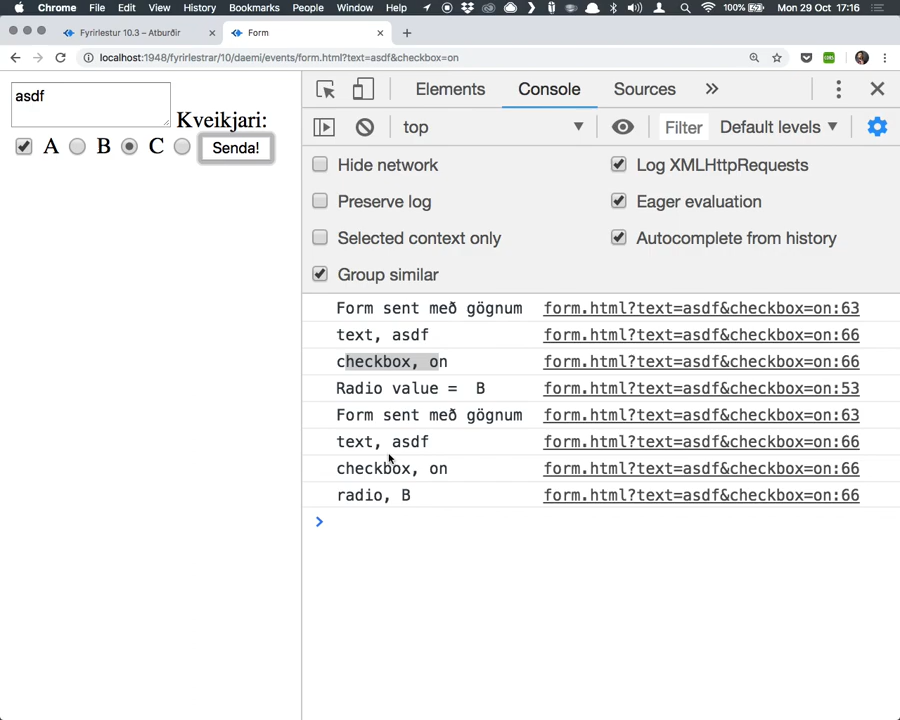 Chrome File Edit View History Bookmarks People Window Help 100% Mon 29 Oct 17:16
Fyrirlestur 10.3 – Atburðir × Form × +
localhost:1948/fyrirlestrar/10/daemi/events/form.html?text=asdf&checkbox=on
asdf
Kveikjari:
A B C Senda!
Elements Console Sources »
top Filter Default levels
Hide network Log XMLHttpRequests
Preserve log Eager evaluation
Selected context only Autocomplete from history
Group similar
Form sent með gögnum form.html?text=asdf&checkbox=on:63
text, asdf form.html?text=asdf&checkbox=on:66
checkbox, on form.html?text=asdf&checkbox=on:66
Radio value =  B form.html?text=asdf&checkbox=on:53
Form sent með gögnum form.html?text=asdf&checkbox=on:63
text, asdf form.html?text=asdf&checkbox=on:66
checkbox, on form.html?text=asdf&checkbox=on:66
radio, B form.html?text=asdf&checkbox=on:66